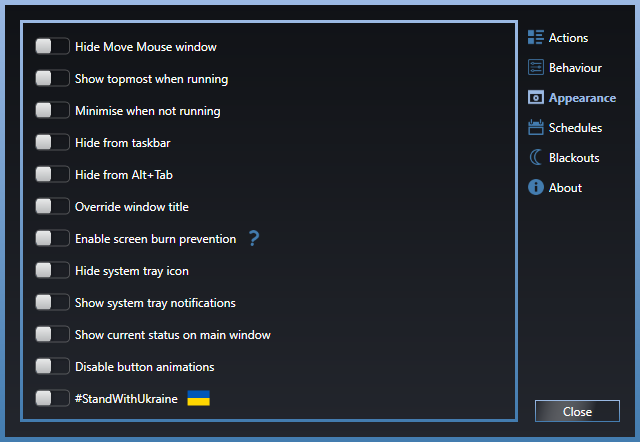 Hide Move Mouse window
Show topmost when running
Minimise when not running
Hide from taskbar
Hide from Alt+Tab
Override window title
Enable screen burn prevention ?
Hide system tray icon
Show system tray notifications
Show current status on main window
Disable button animations
#StandWithUkraine
Actions
Behaviour
Appearance
Schedules
Blackouts
About
Close